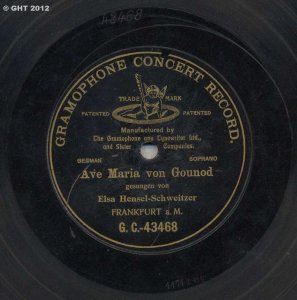 © GHT 2012
43468
GRAMOPHONE CONCERT RECORD.
TRADE MARK
PATENTED PATENTED
Manufactured by
The Gramophone and Typewriter Ltd.,
and Sister Companies.
GERMAN SOPRANO
Ave Maria von Gounod
gesungen von
Elsa Hensel-Schweitzer
FRANKFURT a. M.
G. C.-43468